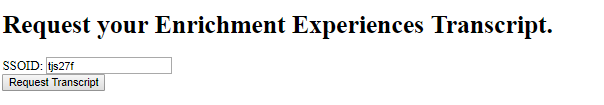 Request your Enrichment Experiences Transcript.
SSOID: tjs27f
Request Transcript